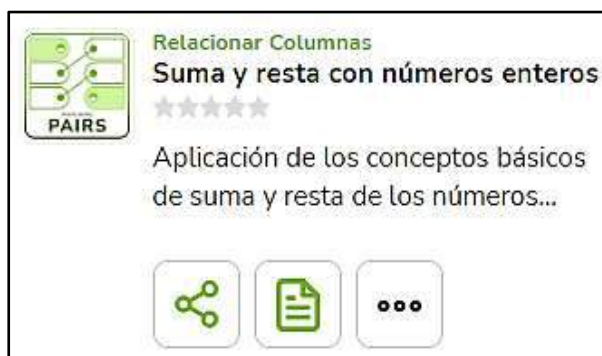 Relacionar Columnas
Suma y resta con números enteros
PAIRS
Aplicación de los conceptos básicos
de suma y resta de los números...